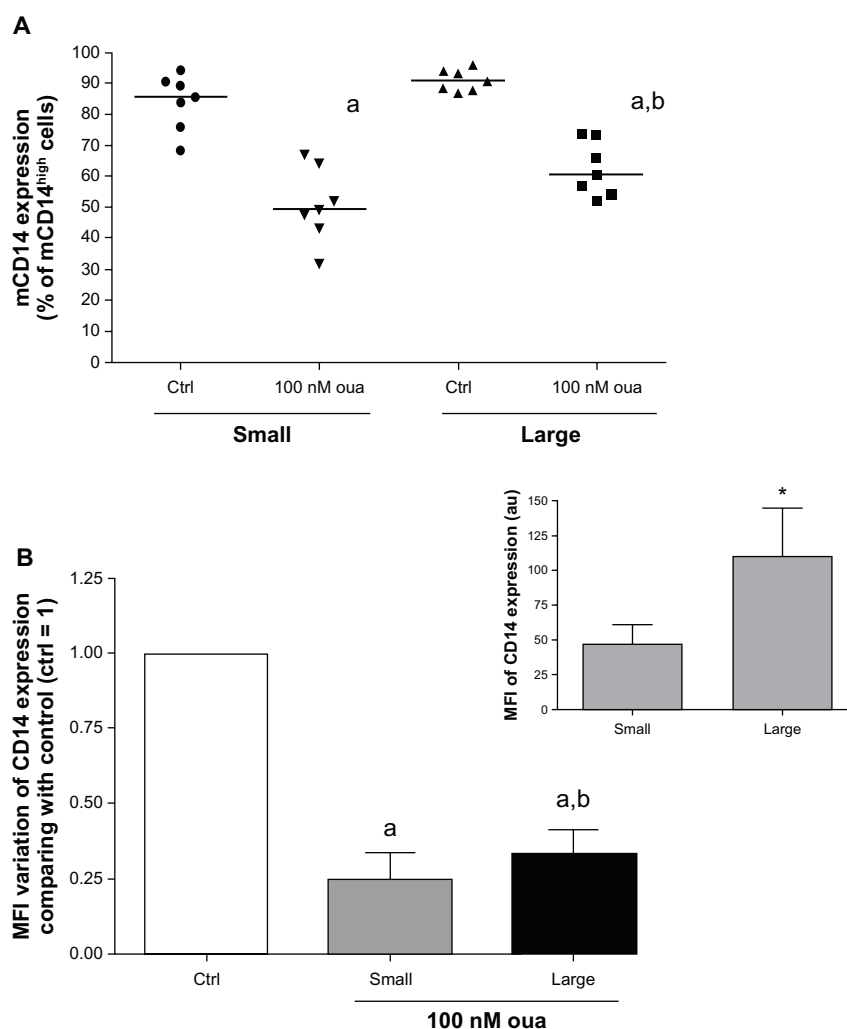 A
mCD14 expression
(% of mCD14high cells)
100
90
80
70
60
50
40
30
20
10
0
a
a,b
Ctrl 100 nM oua Ctrl 100 nM oua
Small Large
B
MFI variation of CD14 expression
comparing with control (ctrl = 1)
1.25
1.00
0.75
0.50
0.25
0.00
a
a,b
Ctrl Small Large
100 nM oua
MFI of CD14 expression (au)
150
125
100
75
50
25
0
*
Small Large